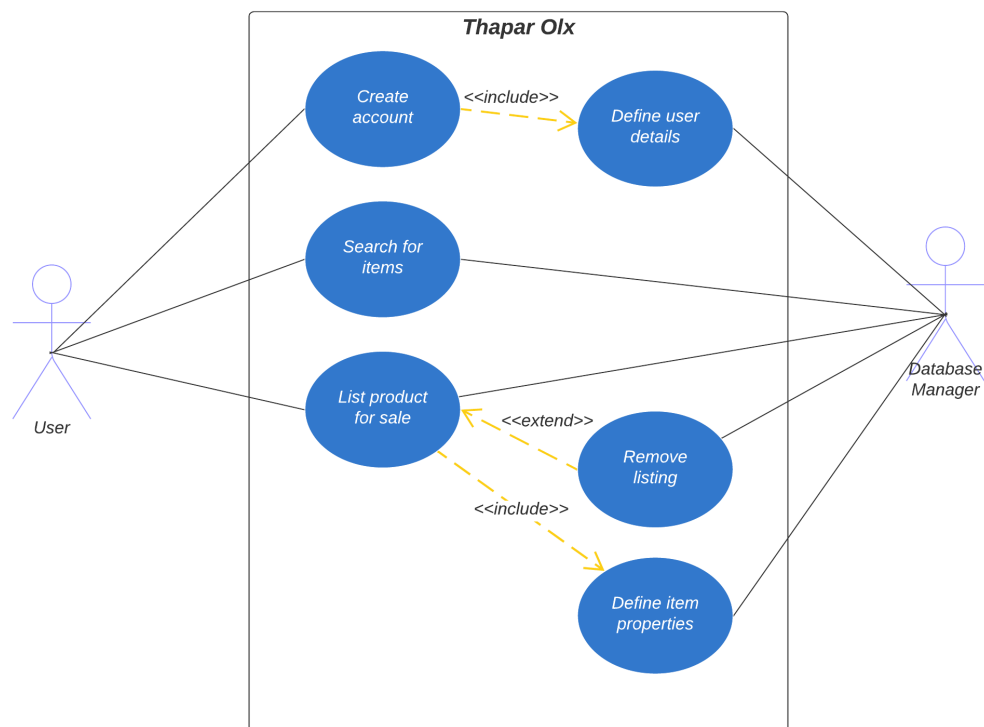 Thapar Olx
Create
account
<<include>>
Define user
details
Search for
items
User
Database
Manager
List product
for sale
<<extend>>
Remove
listing
<<include>>
Define item
properties